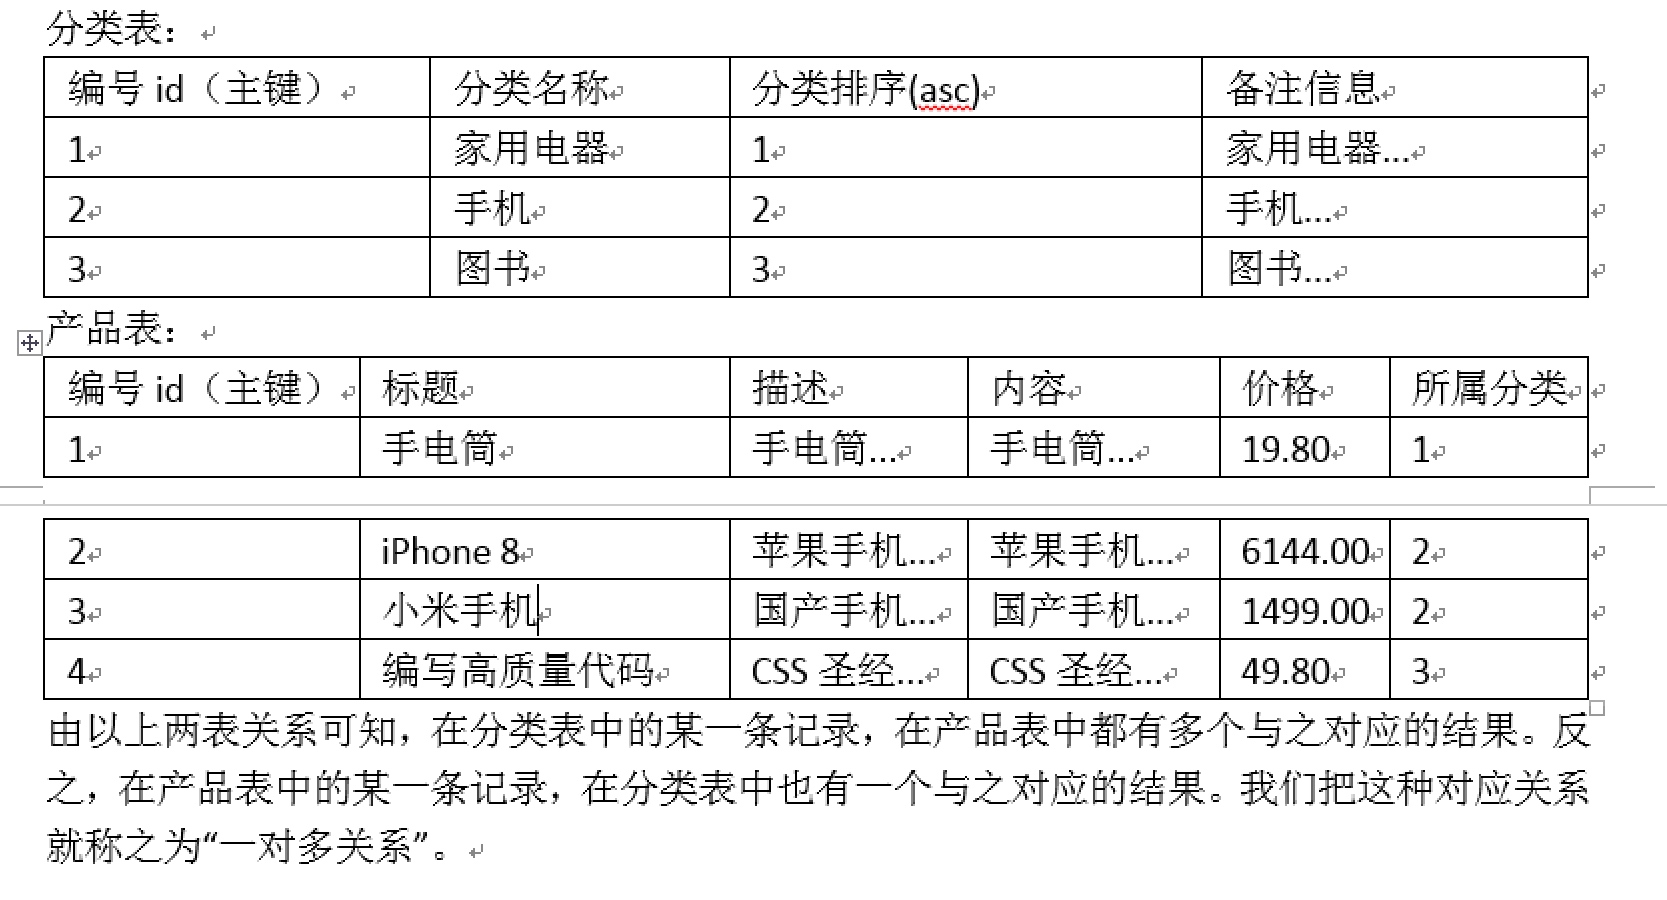 分类表：
编号 id（主键） 分类名称 分类排序(asc) 备注信息
1 家用电器 1 家用电器...
2 手机 2 手机...
3 图书 3 图书...
产品表：
编号 id（主键） 标题 描述 内容 价格 所属分类
1 手电筒 手电筒... 手电筒... 19.80 1
2 iPhone 8 苹果手机... 苹果手机... 6144.00 2
3 小米手机 国产手机... 国产手机... 1499.00 2
4 编写高质量代码 CSS 圣经... CSS 圣经... 49.80 3
由以上两表关系可知，在分类表中的某一条记录，在产品表中都有多个与之对应的结果。反
之，在产品表中的某一条记录，在分类表中也有一个与之对应的结果。我们把这种对应关系
就称之为“一对多关系”。